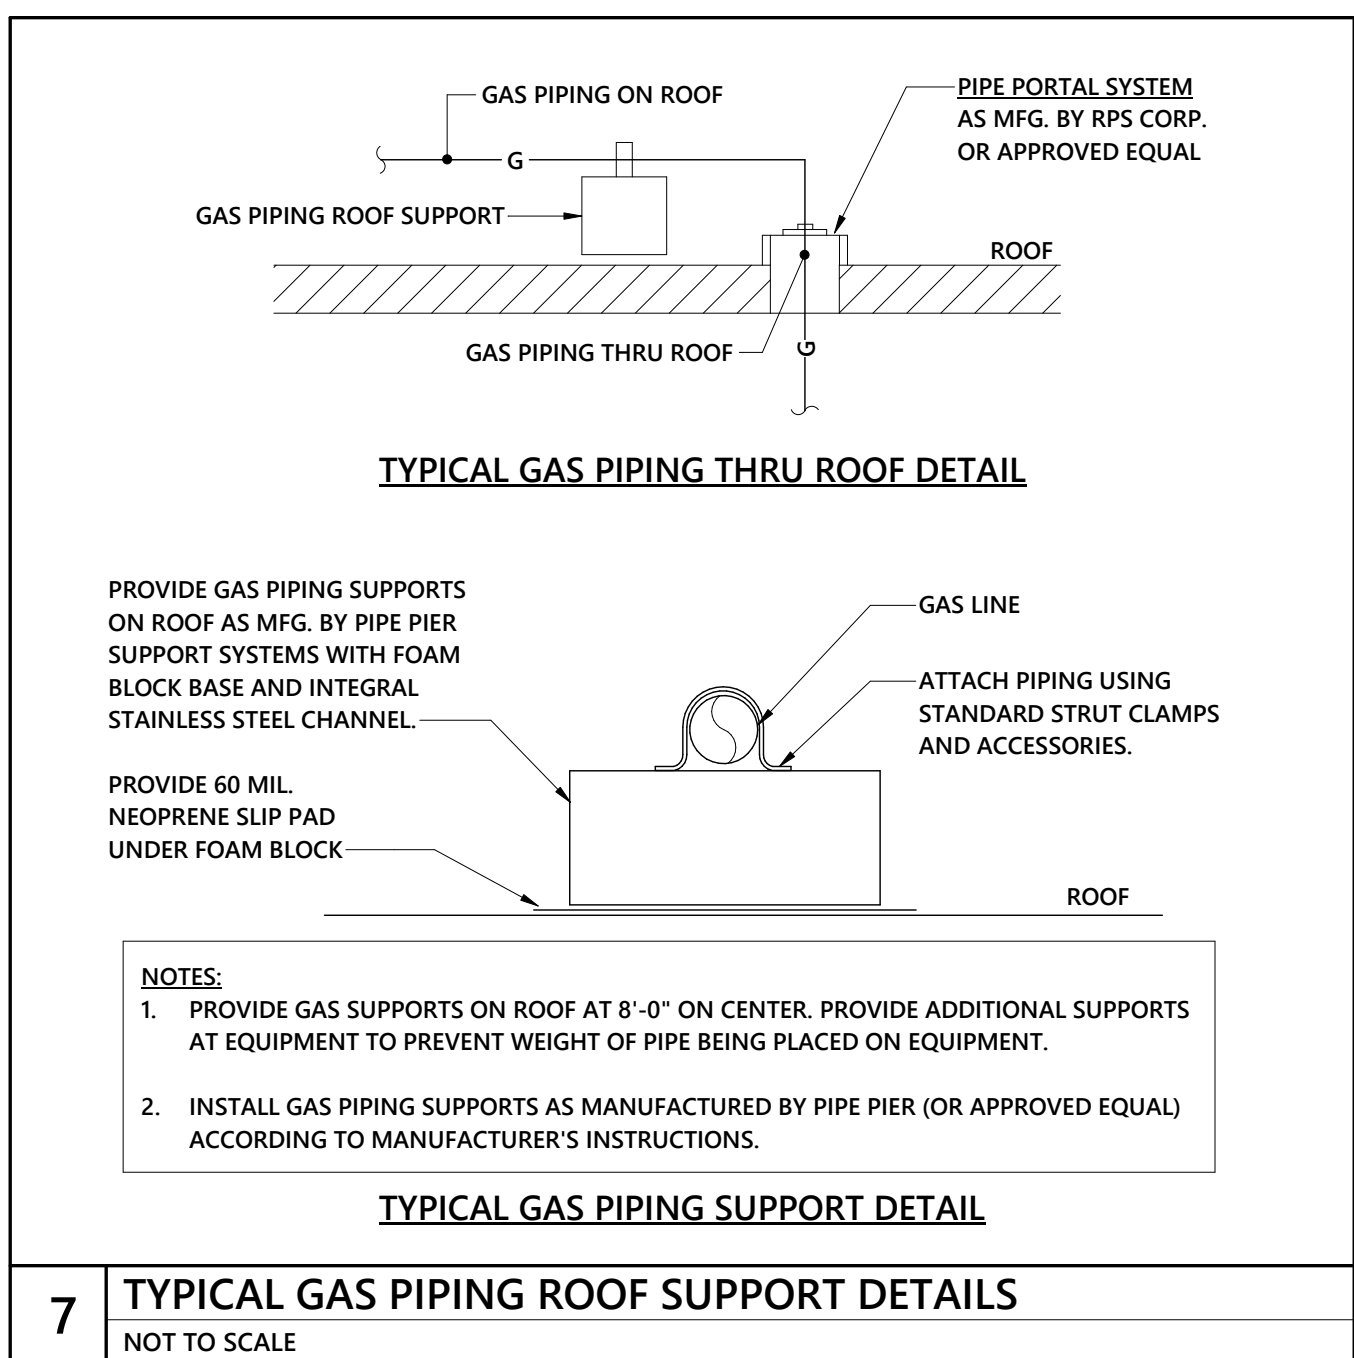 GAS PIPING ON ROOF
PIPE PORTAL SYSTEM
AS MFG. BY RPS CORP.
OR APPROVED EQUAL
G
GAS PIPING ROOF SUPPORT
ROOF
GAS PIPING THRU ROOF
G
TYPICAL GAS PIPING THRU ROOF DETAIL
PROVIDE GAS PIPING SUPPORTS
ON ROOF AS MFG. BY PIPE PIER
SUPPORT SYSTEMS WITH FOAM
BLOCK BASE AND INTEGRAL
STAINLESS STEEL CHANNEL.
GAS LINE
ATTACH PIPING USING
STANDARD STRUT CLAMPS
AND ACCESSORIES.
PROVIDE 60 MIL.
NEOPRENE SLIP PAD
UNDER FOAM BLOCK
ROOF
NOTES:
1. PROVIDE GAS SUPPORTS ON ROOF AT 8'-0" ON CENTER. PROVIDE ADDITIONAL SUPPORTS
AT EQUIPMENT TO PREVENT WEIGHT OF PIPE BEING PLACED ON EQUIPMENT.
2. INSTALL GAS PIPING SUPPORTS AS MANUFACTURED BY PIPE PIER (OR APPROVED EQUAL)
ACCORDING TO MANUFACTURER'S INSTRUCTIONS.
TYPICAL GAS PIPING SUPPORT DETAIL
7
TYPICAL GAS PIPING ROOF SUPPORT DETAILS
NOT TO SCALE